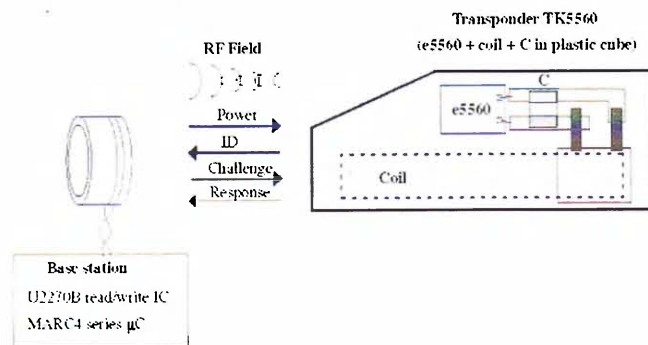 Transponder TK5560
(e5560 + coil + C in plastic cube)
RF Field
C
e5560
Power
ID
Challenge
Response
Coil
Base station
U2270B read/write IC
MARC4 series µC